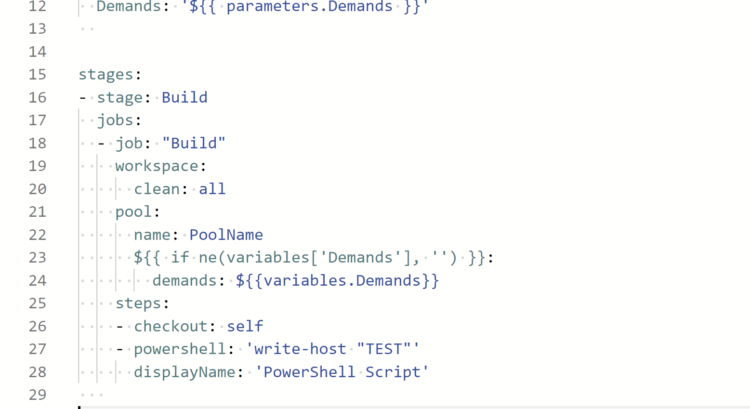 12 Demands: '${{ parameters.Demands }}'
13
14
15 stages:
16 - stage: Build
17 jobs:
18 - job: "Build"
19 workspace:
20 clean: all
21 pool:
22 name: PoolName
23 ${{ if ne(variables['Demands'], '') }}:
24 demands: ${{variables.Demands}}
25 steps:
26 - checkout: self
27 - powershell: 'write-host "TEST"'
28 displayName: 'PowerShell Script'
29